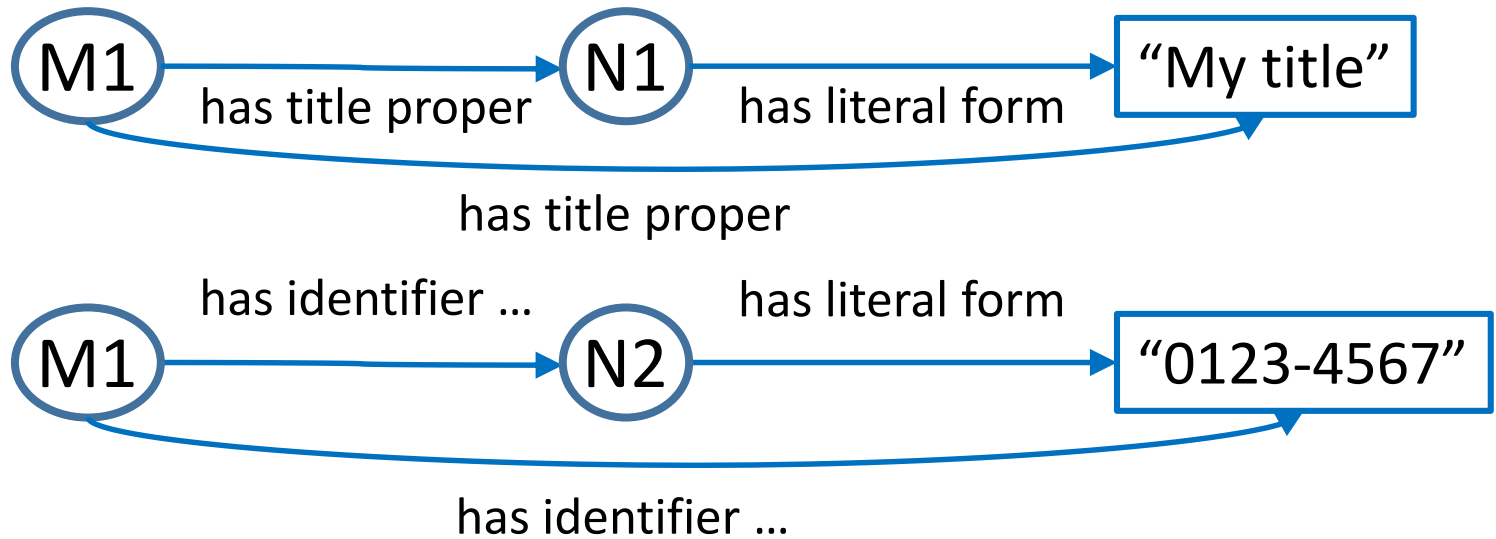 M1 N1 “My title”
has title proper has literal form
has title proper
has identifier ... has literal form
M1 N2 “0123-4567”
has identifier ...